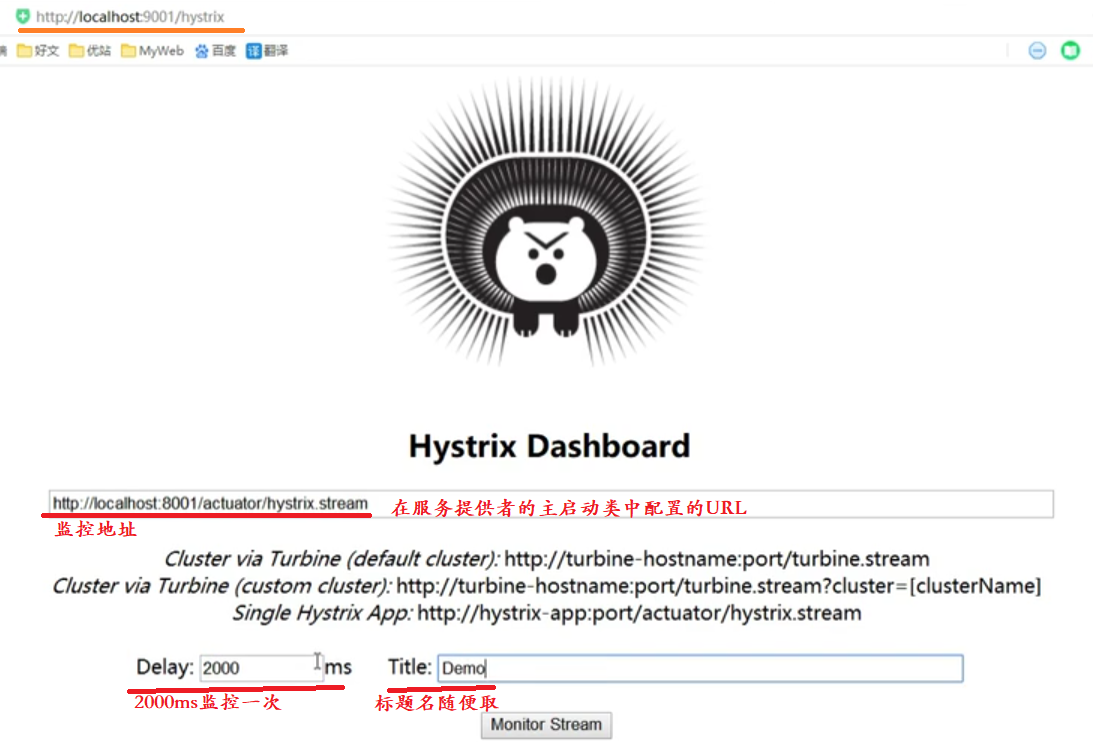 http://localhost:9001/hystrix
好文 优站 MyWeb 百度 译 翻译
Hystrix Dashboard
http://localhost:8001/actuator/hystrix.stream 在服务提供者的主启动类中配置的URL
监控地址
Cluster via Turbine (default cluster): http://turbine-hostname:port/turbine.stream
Cluster via Turbine (custom cluster): http://turbine-hostname:port/turbine.stream?cluster=[clusterName]
Single Hystrix App: http://hystrix-app:port/actuator/hystrix.stream
Delay: 2000 ms Title: Demo
2000ms监控一次 标题名随便取
Monitor Stream